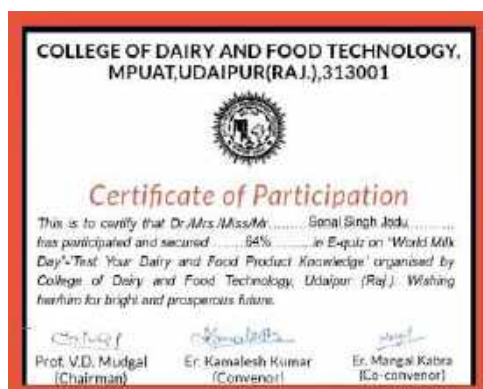 COLLEGE OF DAIRY AND FOOD TECHNOLOGY,
MPUAT,UDAIPUR(RAJ.),313001
Certificate of Participation
This is to certify that Dr./Mrs./Miss/Mr.......... Sonal Singh Jadu..........
has participated and secured ......64%.......... in E-quiz on 'World Milk
Day'-'Test Your Dairy and Food Product Knowledge' organised by
College of Dairy and Food Technology, Udaipur (Raj.). Wishing
her/him for bright and prosperous future.
Prof. V.D. Mudgal
Er. Kamalesh Kumar
Er. Mangal Kabra
(Chairman)
(Convenor)
(Co-convenor)